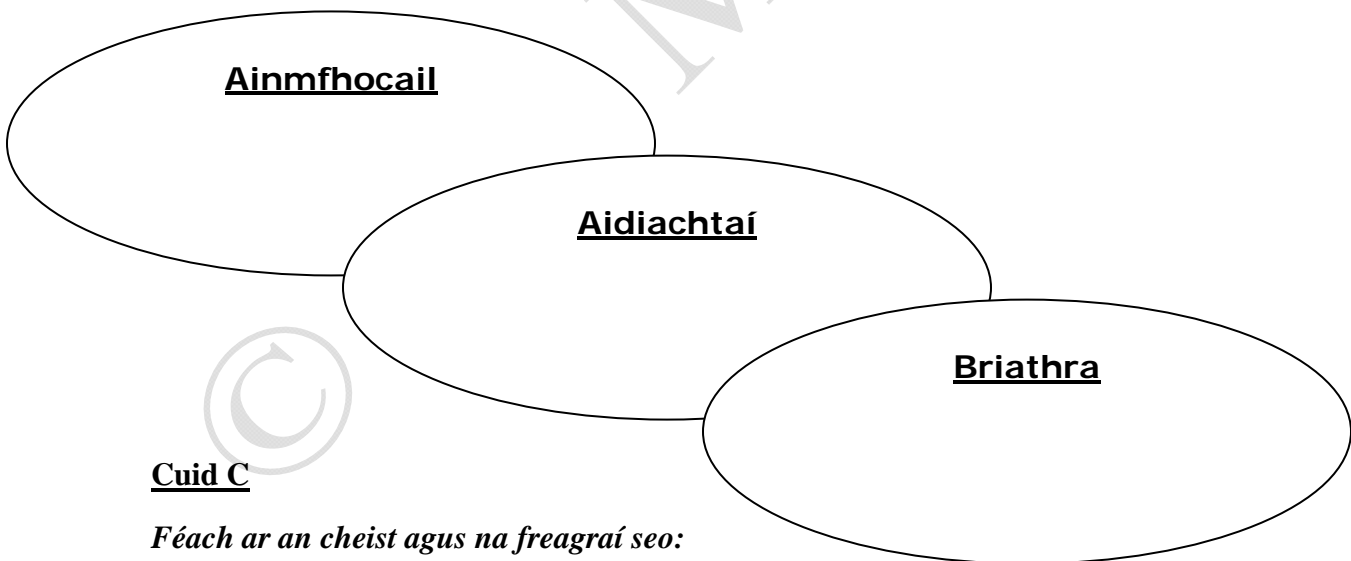 Ainmfhocail
Aidiachtaí
Briathra
©
Cuid C
Féach ar an cheist agus na freagraí seo: